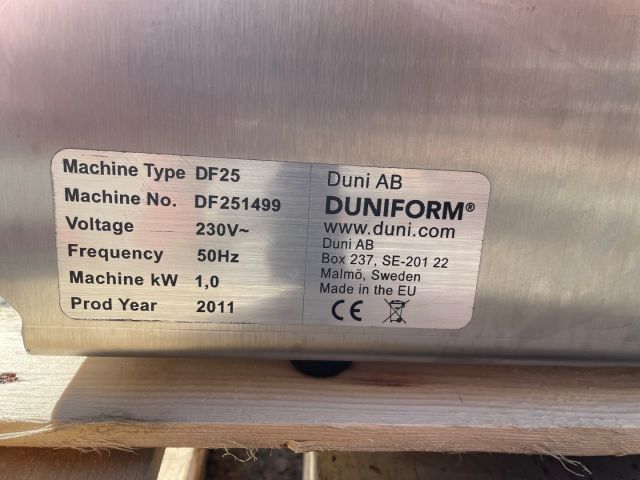 Machine Type DF25
Machine No. DF251499
Voltage 230V~
Frequency 50Hz
Machine kW 1,0
Prod Year 2011
Duni AB
DUNIFORM®
www.duni.com
Duni AB
Box 237, SE-201 22
Malmö, Sweden
Made in the EU
CE